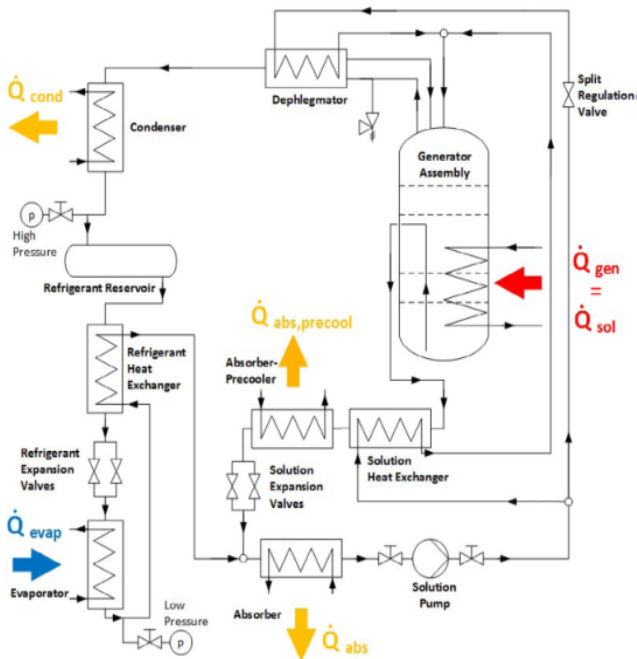 Split
Regulation
Valve
Dephlegmator
Q̇ cond
Condenser
Generator
Assembly
p
High
Pressure
Refrigerant Reservoir
Q̇ gen
=
Q̇ sol
Q̇ abs,precool
Refrigerant
Heat
Exchanger
Absorber-
Precooler
Refrigerant
Expansion
Valves
Solution
Expansion
Valves
Solution
Heat Exchanger
Q̇ evap
Evaporator
Low
Pressure
p
Absorber
Solution
Pump
Q̇ abs